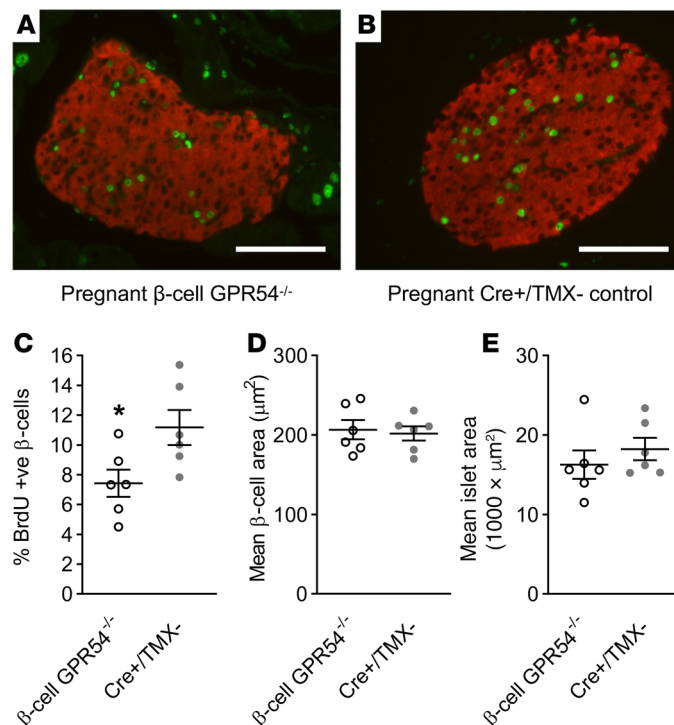 A
B
Pregnant β-cell GPR54-/-
Pregnant Cre+/TMX- control
C
D
E
% BrdU +ve β-cells
16
14
12
10
8
6
4
2
0
*
β-cell GPR54-/-
Cre+/TMX-
Mean β-cell area (μm2)
300
200
100
0
β-cell GPR54-/-
Cre+/TMX-
Mean islet area
(1000 × μm2)
30
20
10
0
β-cell GPR54-/-
Cre+/TMX-